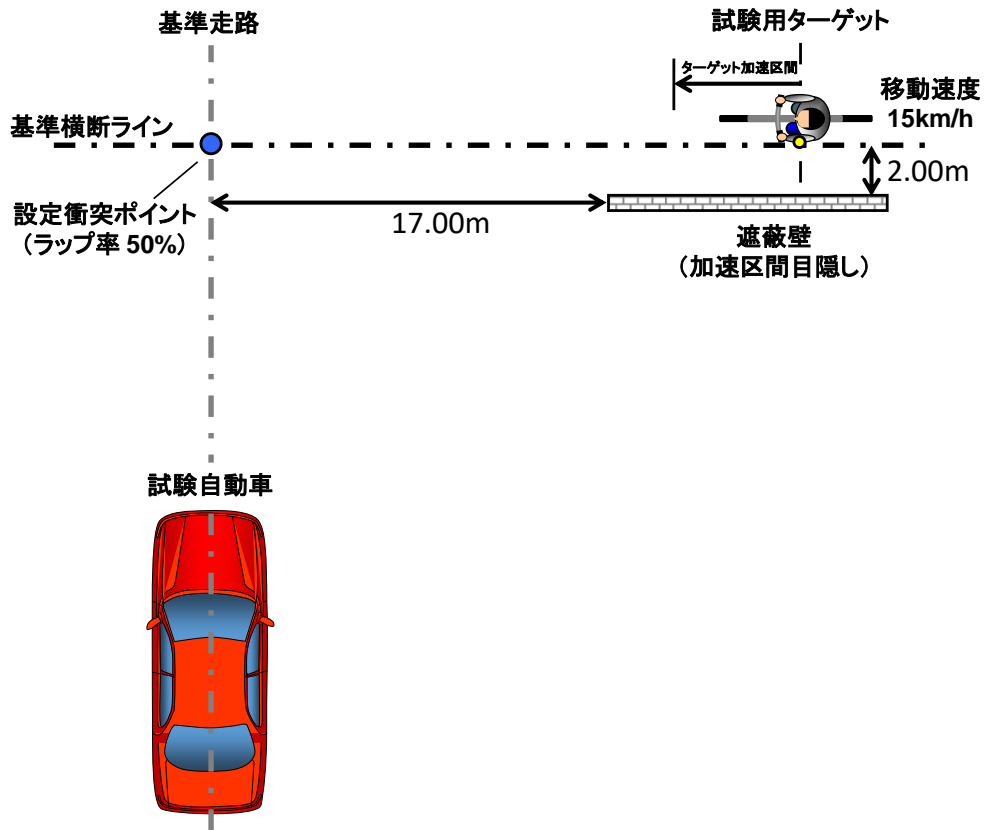 基準走路
試験用ターゲット
ターゲット加速区間
移動速度
15km/h
基準横断ライン
2.00m
設定衝突ポイント
（ラップ率 50%）
17.00m
遮蔽壁
（加速区間目隠し）
試験自動車